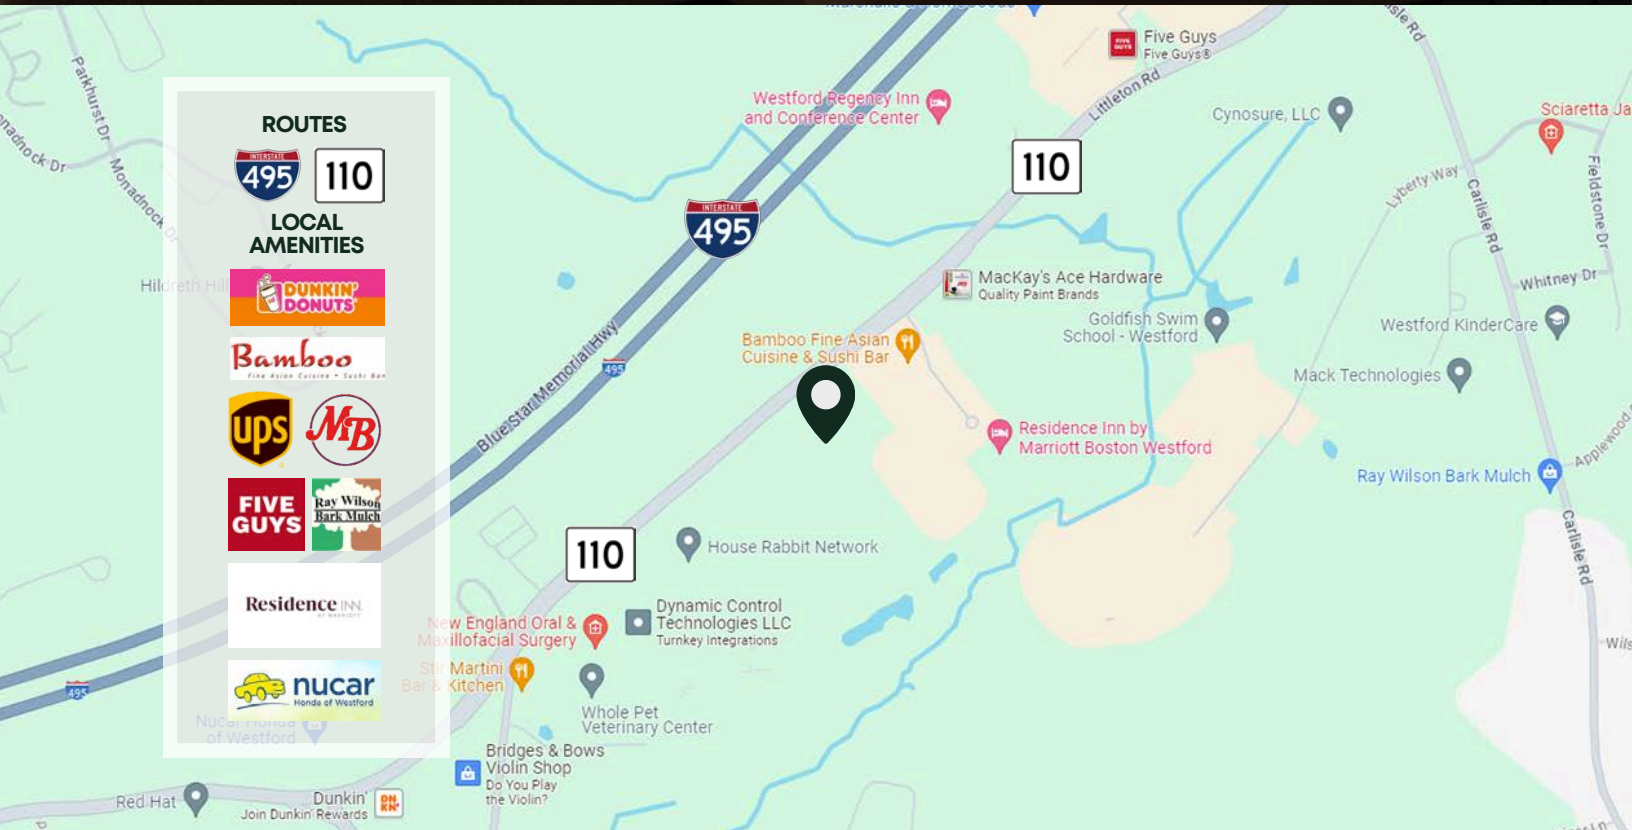 Five Guys
Five Guys®
Littleton Rd
Parkhurst Dr
Monadnock Dr
Westford Regency Inn
and Conference Center
Cynosure, LLC
Carlisle Rd
Lyberty Way
Fieldstone Dr
Whitney Dr
ROUTES
INTERSTATE
495
110
LOCAL
AMENITIES
DUNKIN'
DONUTS
Bamboo
Fine Asian Cuisine • Sushi Bar
ups
MB
FIVE
GUYS
Ray Wilson
Bark Mulch
Residence INN
BY MARRIOTT
nucar
Honda of Westford
Hildreth Hill
INTERSTATE
495
110
MacKay's Ace Hardware
Quality Paint Brands
Goldfish Swim
School - Westford
Westford KinderCare
Bamboo Fine Asian
Cuisine & Sushi Bar
Blue Star Memorial Hwy
495
Mack Technologies
Residence Inn by
Marriott Boston Westford
Ray Wilson Bark Mulch
Carlisle Rd
110
House Rabbit Network
Dynamic Control
Technologies LLC
Turnkey Integrations
New England Oral &
Maxillofacial Surgery
Stir Martini
Bar & Kitchen
Whole Pet
Veterinary Center
495
Nucar Honda
of Westford
Bridges & Bows
Violin Shop
Do You Play
the Violin?
Red Hat
Dunkin'
Join Dunkin' Rewards